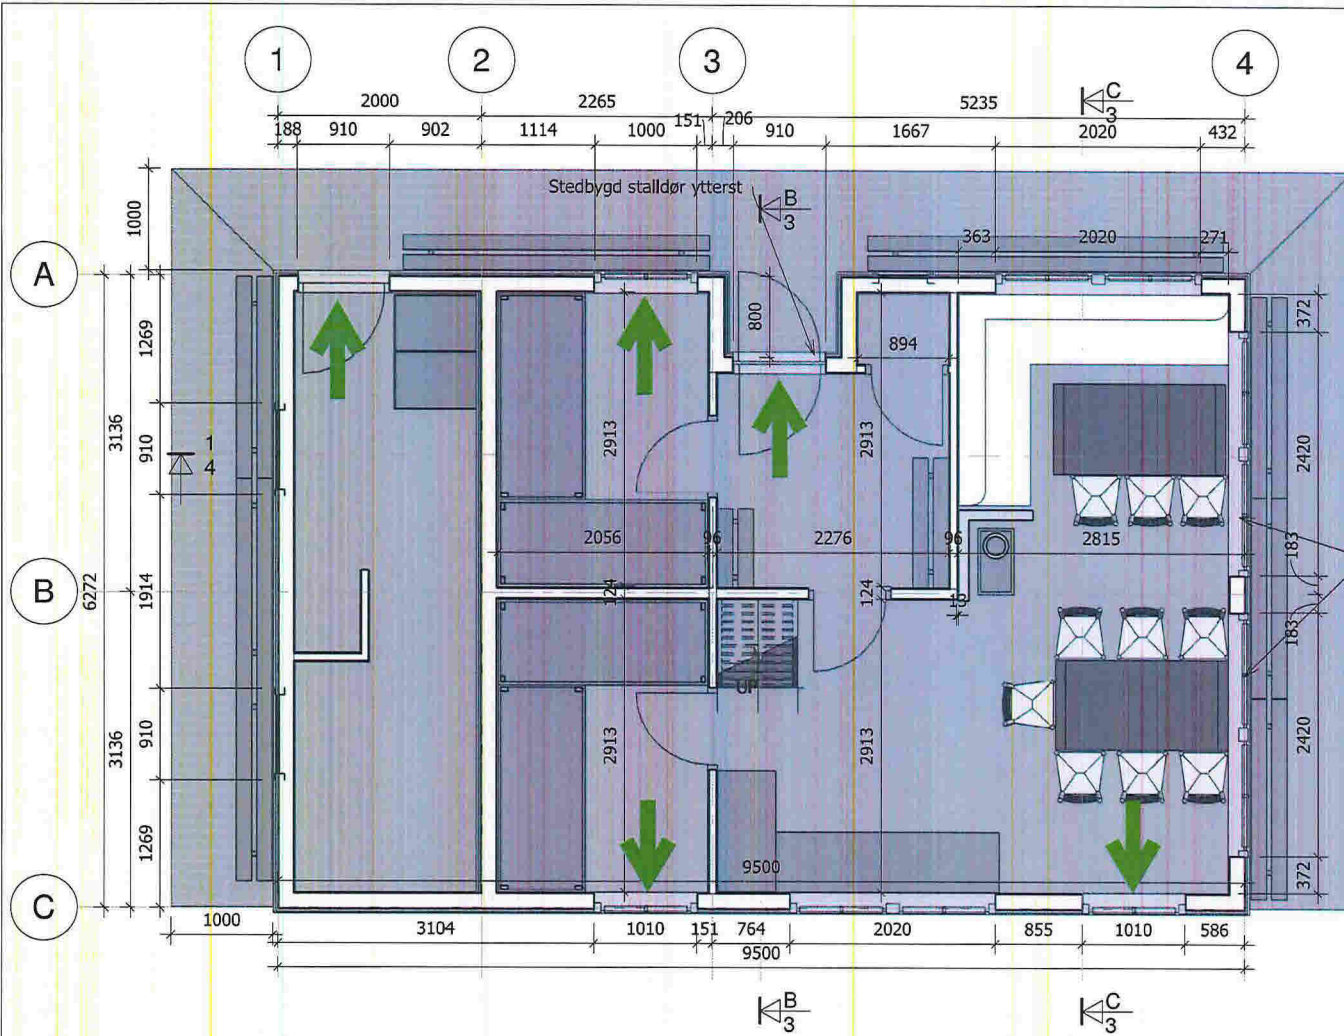 1 2 3 4
2000 2265 5235 C
3
188 910 902 1114 1000 151 206 910 1667 2020 432
Stedbygd stalldør ytterst
B
3
1000
363 2020 271
A
800
894
372
1269
3136 910 2913 2913 2420
1
4
2056 96 2276 96 2815 183
B
6272 1914 124 124 13
183
UP
3136 910 2913 2913 2420
1269
9500 372
C
1000 3104 1010 151 764 2020 855 1010 586
9500
B
3
C
3